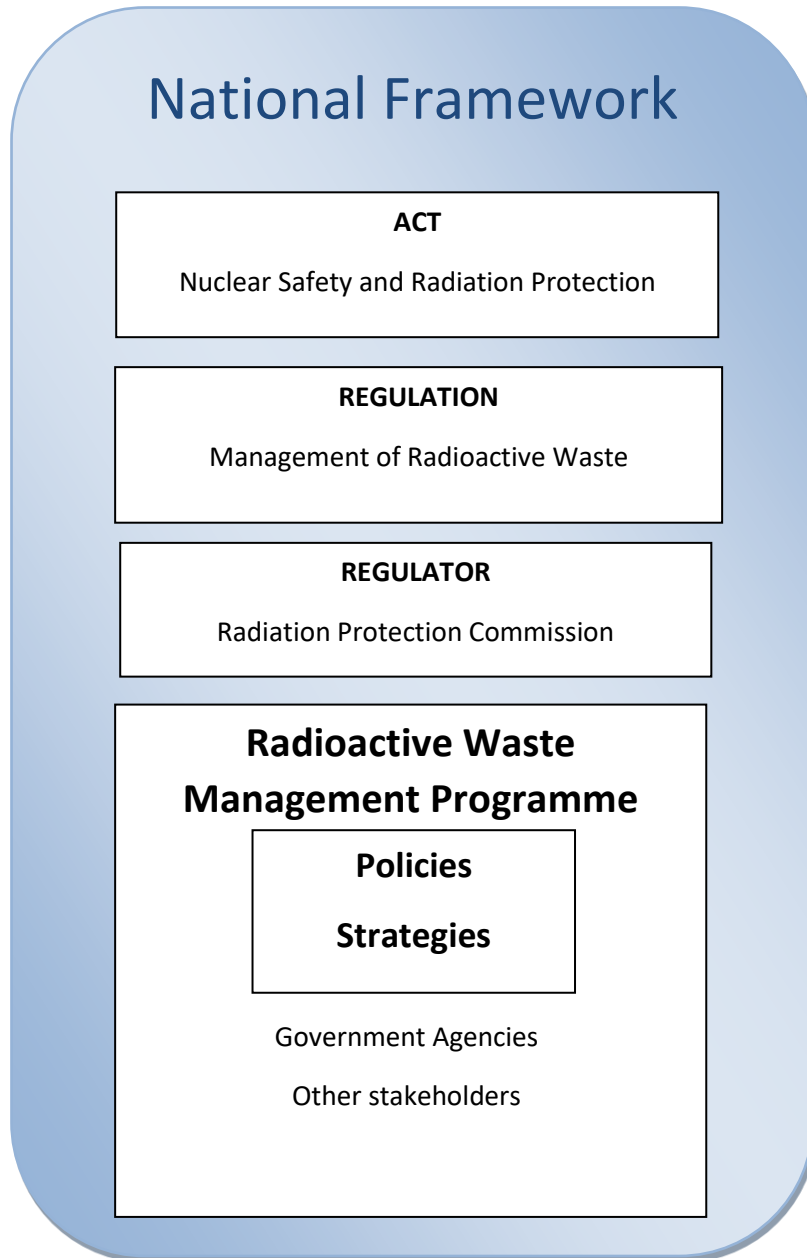 National Framework
ACT
Nuclear Safety and Radiation Protection
REGULATION
Management of Radioactive Waste
REGULATOR
Radiation Protection Commission
Radioactive Waste
Management Programme
Policies
Strategies
Government Agencies
Other stakeholders